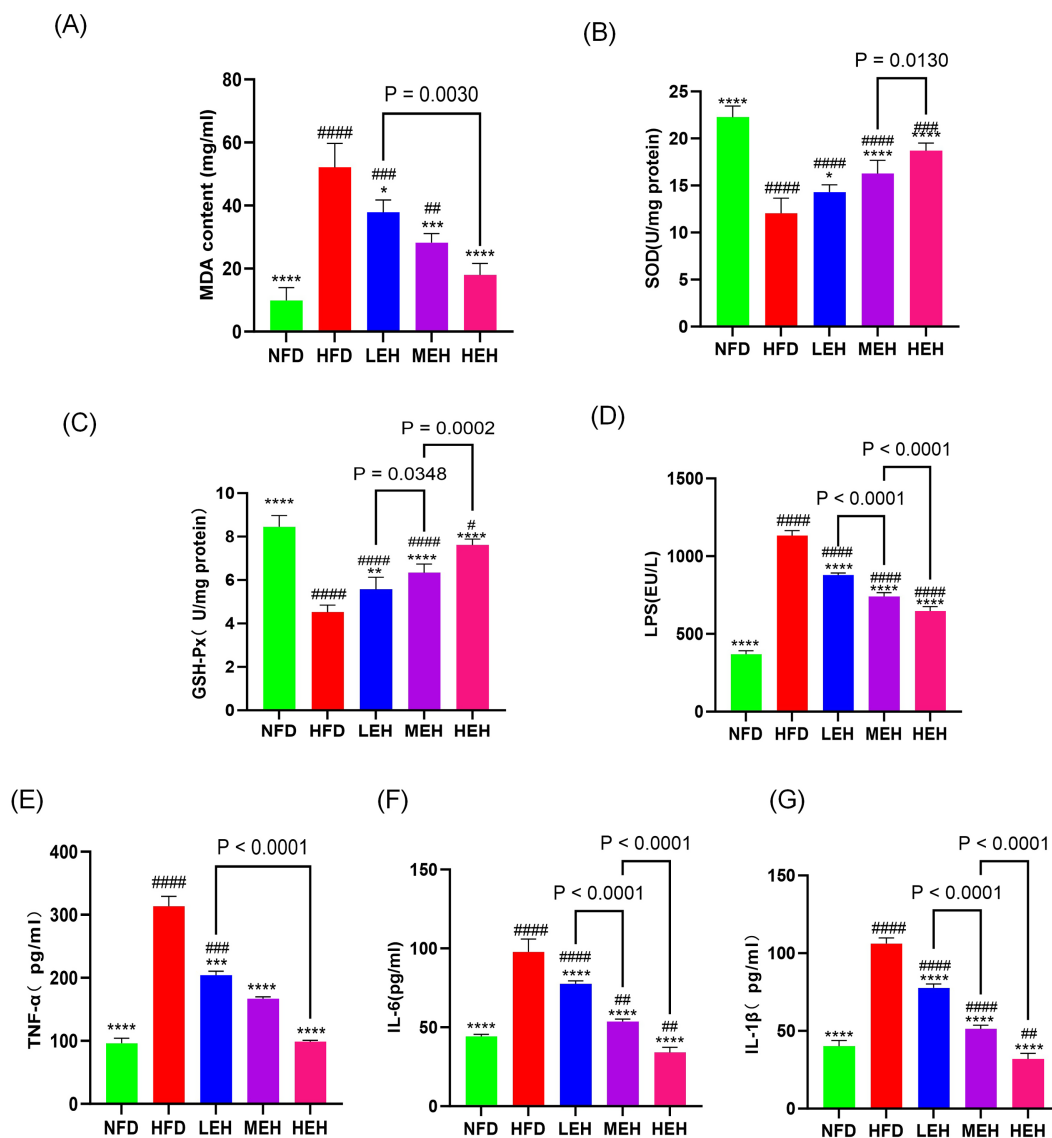 (A)
P = 0.0030
MDA content (mg/ml)
80
60
40
20
0
****
####
###
*
##
***
****
NFD HFD LEH MEH HEH
(B)
P = 0.0130
SOD(U/mg protein)
25
20
15
10
5
0
****
####
####
*
####
****
###
****
NFD HFD LEH MEH HEH
(C)
P = 0.0002
P = 0.0348
GSH-Px( U/mg protein)
10
8
6
4
2
0
****
####
####
**
####
****
#
****
NFD HFD LEH MEH HEH
(D)
P < 0.0001
P < 0.0001
LPS(EU/L)
1500
1000
500
0
****
####
####
****
####
****
####
****
NFD HFD LEH MEH HEH
(E)
P < 0.0001
TNF-α( pg/ml)
400
300
200
100
0
****
####
###
***
****
****
NFD HFD LEH MEH HEH
(F)
P < 0.0001
P < 0.0001
IL-6(pg/ml)
150
100
50
0
****
####
####
****
##
****
##
****
NFD HFD LEH MEH HEH
(G)
P < 0.0001
P < 0.0001
IL-1β( pg/ml)
150
100
50
0
****
####
####
****
####
****
##
****
NFD HFD LEH MEH HEH